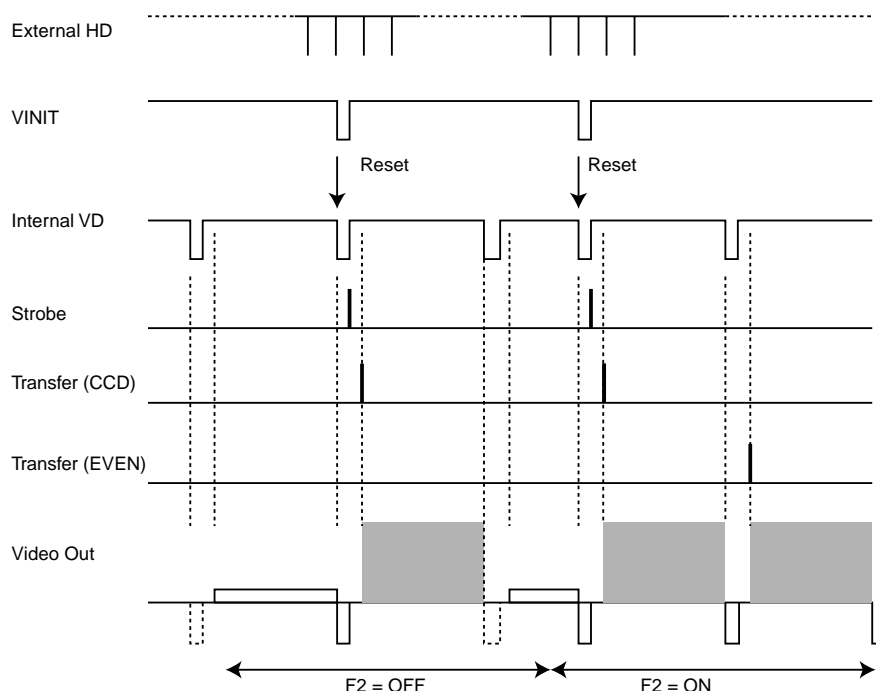 External HD
VINIT
Reset
Reset
Internal VD
Strobe
Transfer (CCD)
Transfer (EVEN)
Video Out
F2 = OFF
F2 = ON